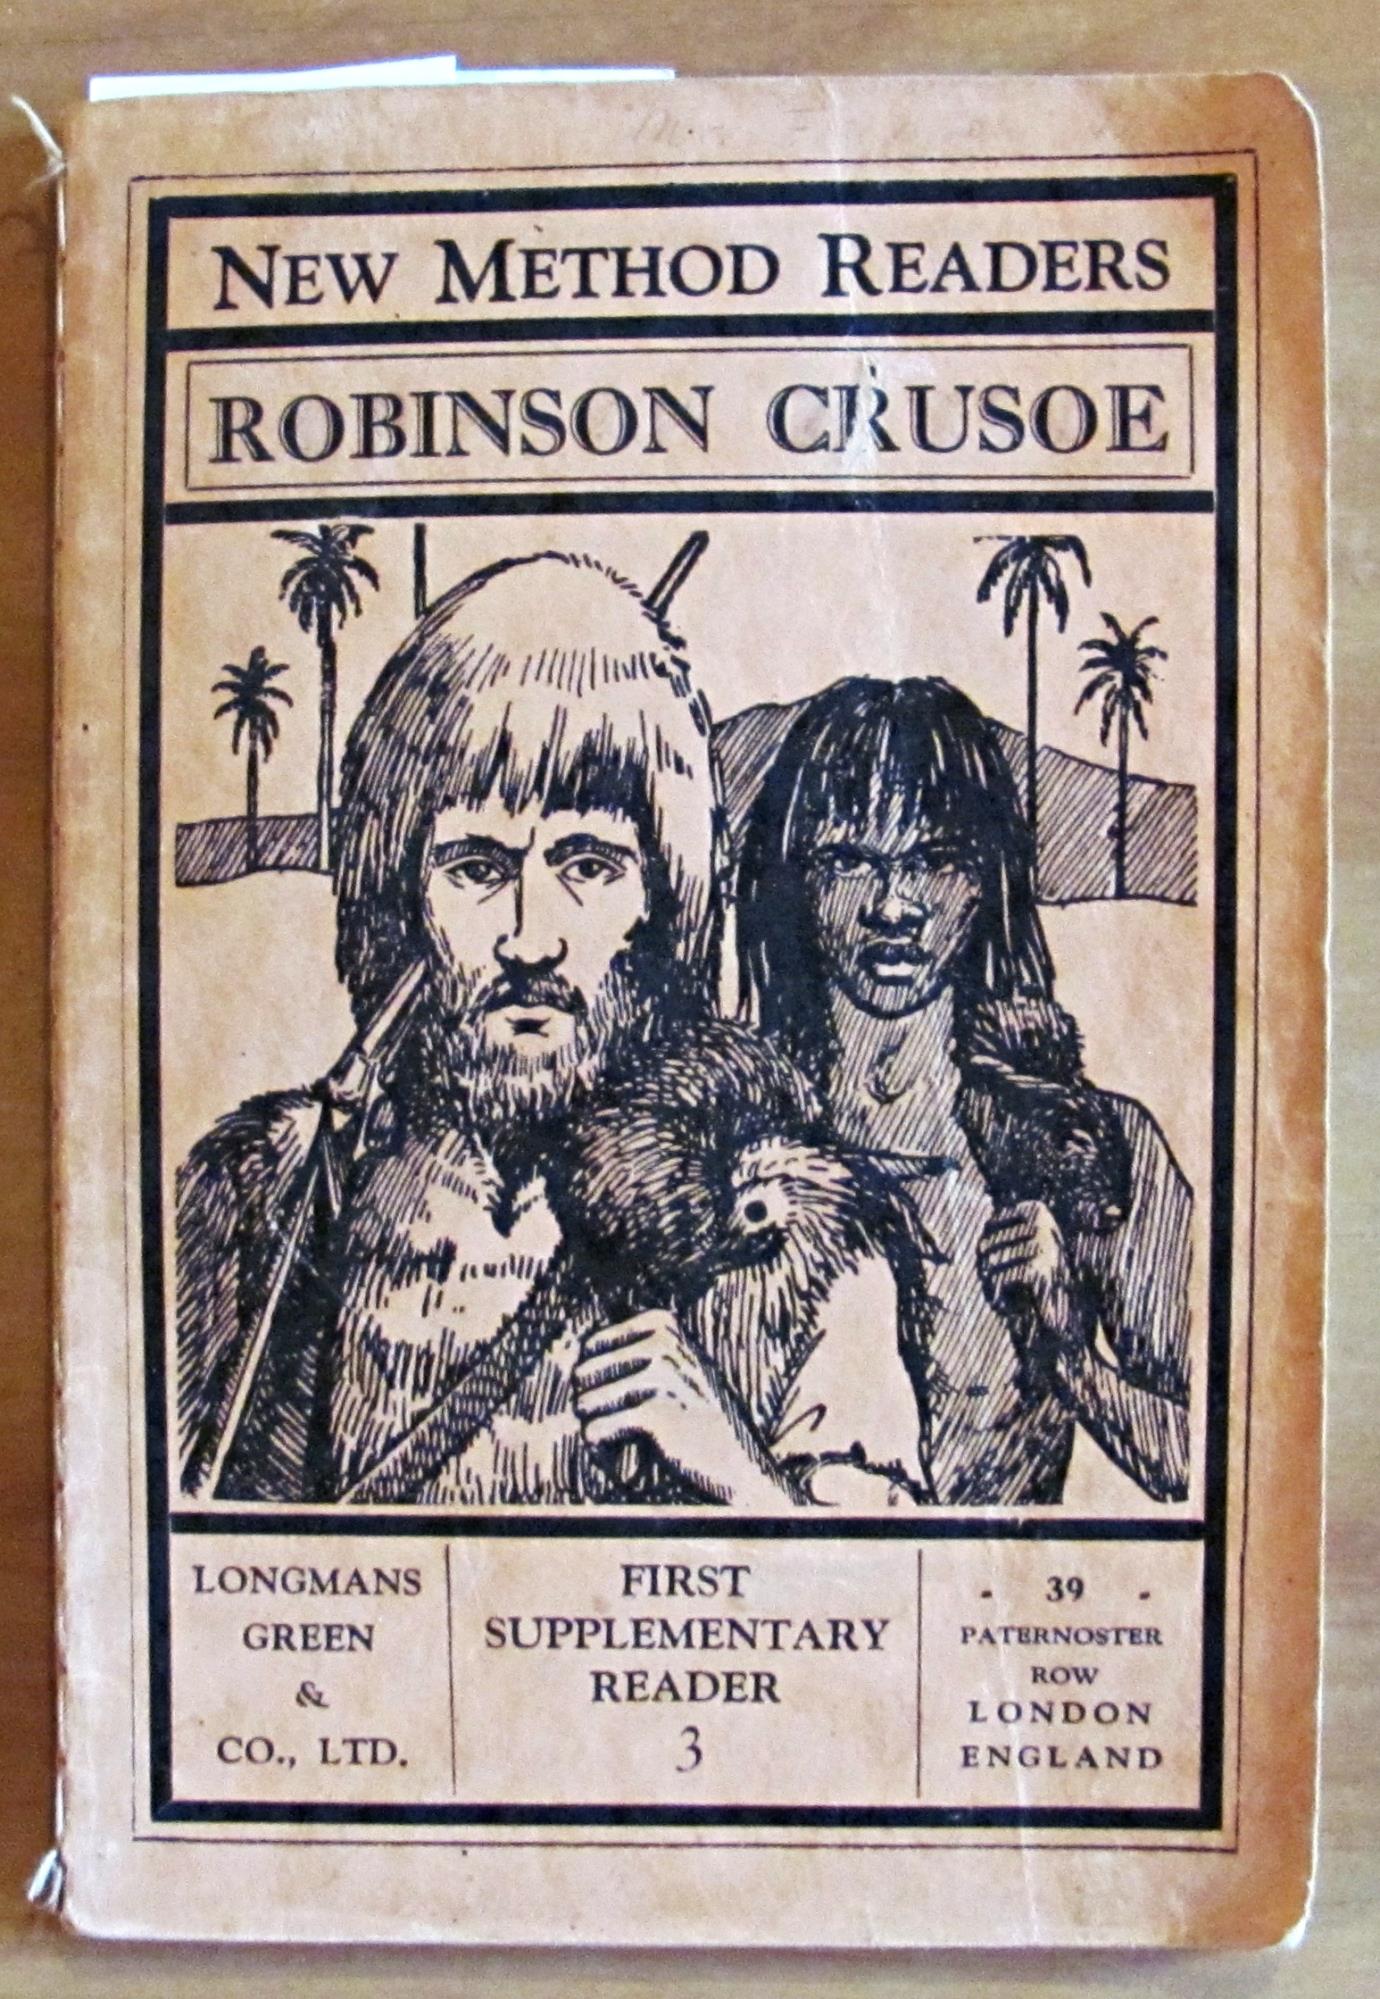 NEW METHOD READERS
ROBINSON CRUSOE
LONGMANS
GREEN
&
CO., LTD.
FIRST
SUPPLEMENTARY
READER
3
- 39 -
PATERNOSTER
ROW
LONDON
ENGLAND